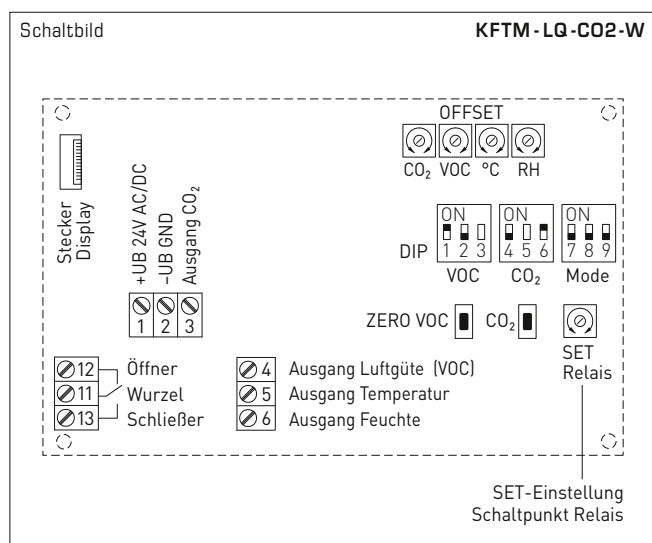 Schaltbild KFTM-LQ-CO2-W
OFFSET
CO₂ VOC °C RH
Stecker
Display
+UB 24V AC/DC
–UB GND
Ausgang CO₂
1 2 3
ON ON ON
DIP 1 2 3 4 5 6 7 8 9
VOC CO₂ Mode
ZERO VOC CO₂
SET
Relais
12 Öffner
11 Wurzel
13 Schließer
4 Ausgang Luftgüte (VOC)
5 Ausgang Temperatur
6 Ausgang Feuchte
SET-Einstellung
Schaltpunkt Relais